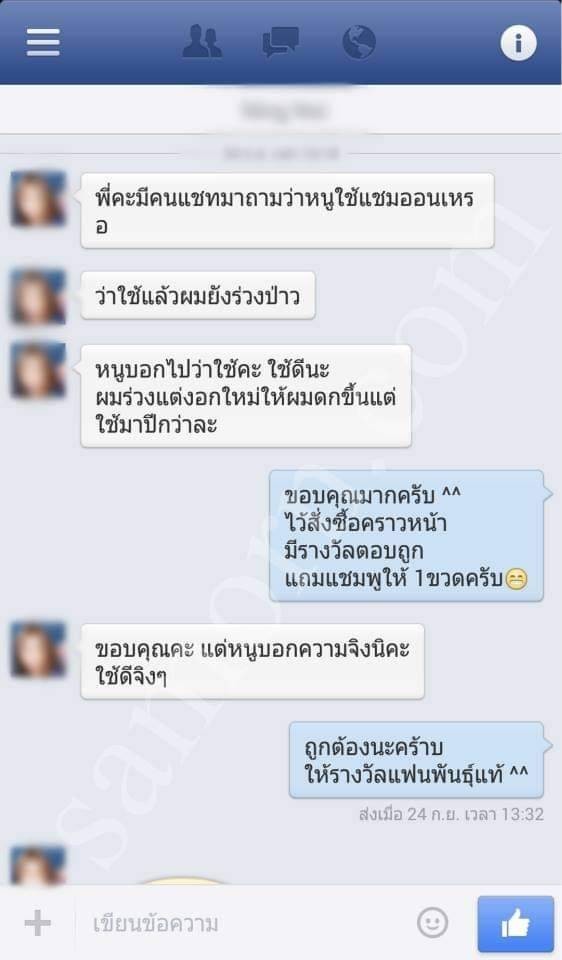 พี่คะมีคนแชทมาถามว่าหนูใช้แชมออนเหร
อ
ว่าใช้แล้วผมยังร่วงป่าว
หนูบอกไปว่าใช้คะ ใช้ดีนะ
ผมร่วงแต่งอกใหม่ให้ผมดกขึ้นแต่
ใช้มาปีกว่าละ
ขอบคุณมากครับ ^^
ไว้สั่งซื้อคราวหน้า
มีรางวัลตอบถูก
แถมแชมพูให้ 1ขวดครับ😁
ขอบคุณคะ แต่หนูบอกความจิงนิคะ
ใช้ดีจิงๆ
ถูกต้องนะคร้าบ
ให้รางวัลแฟนพันธุ์แท้ ^^
ส่งเมื่อ 24 ก.ย. เวลา 13:32
เขียนข้อความ